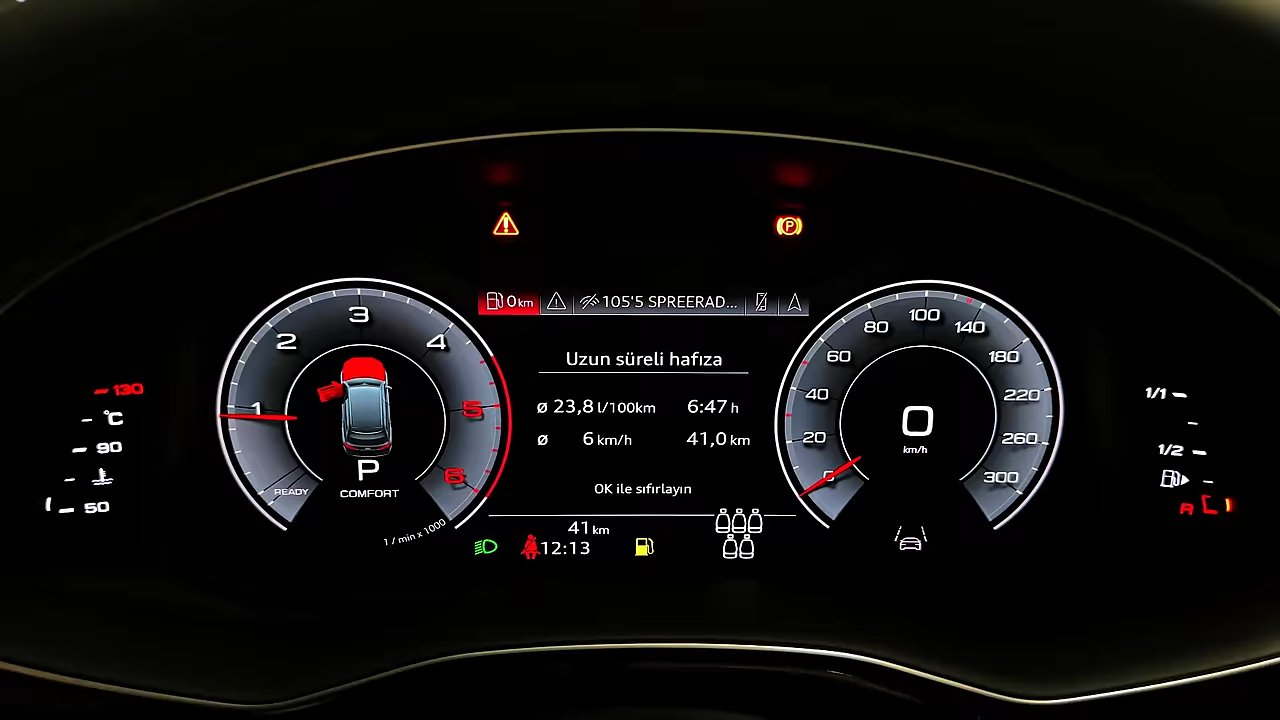 0 km 105'5 SPREERAD...
Uzun süreli hafıza
ø 23,8 l/100km 6:47 h
ø 6 km/h 41,0 km
OK ile sıfırlayın
41 km
12:13
1
2
3
4
5
6
READY
P
COMFORT
1 / min x 1000
130
°C
90
50
0
20
40
60
80
100
140
180
220
260
300
0
km/h
1/1
1/2
R
P